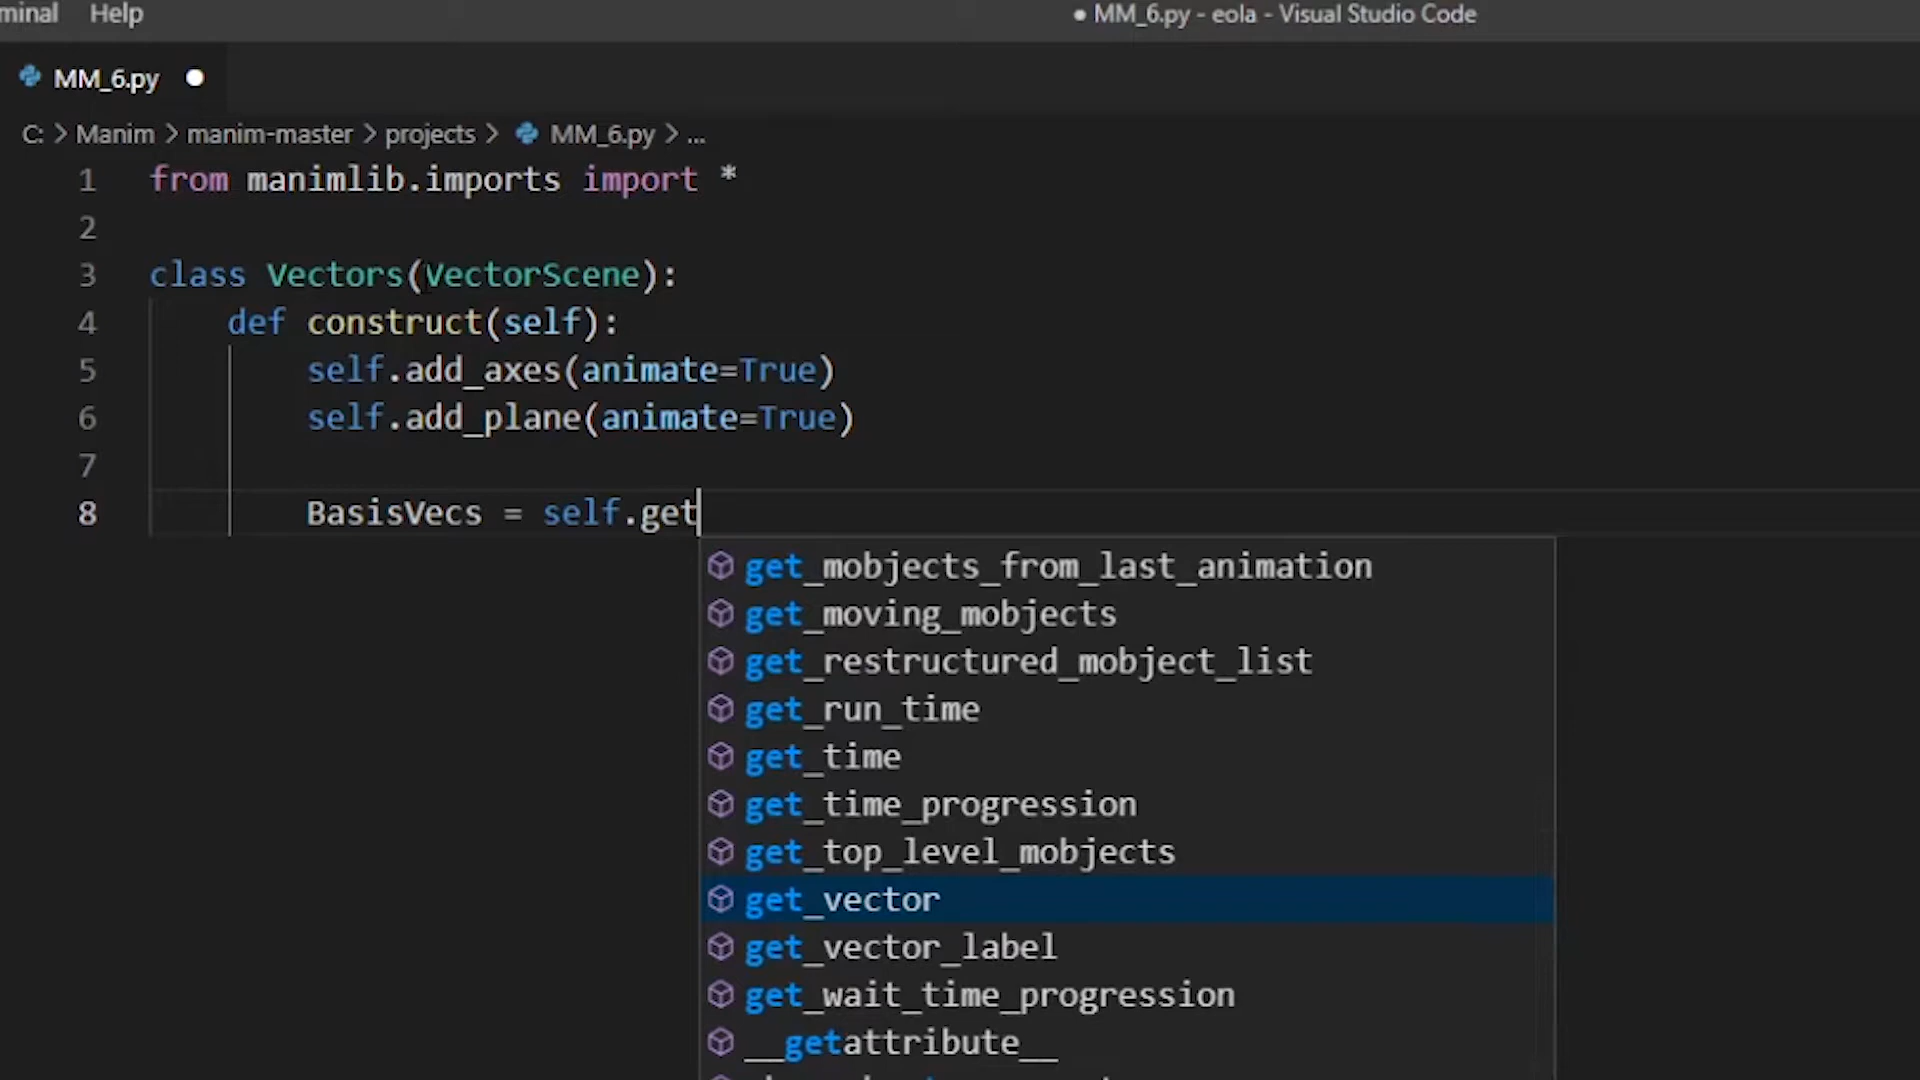 minal Help
● MM_6.py - eola - Visual Studio Code
MM_6.py ●
C: > Manim > manim-master > projects > MM_6.py > ...
1 from manimlib.imports import *
2
3 class Vectors(VectorScene):
4 def construct(self):
5 self.add_axes(animate=True)
6 self.add_plane(animate=True)
7
8 BasisVecs = self.get
get_mobjects_from_last_animation
get_moving_mobjects
get_restructured_mobject_list
get_run_time
get_time
get_time_progression
get_top_level_mobjects
get_vector
get_vector_label
get_wait_time_progression
__getattribute__